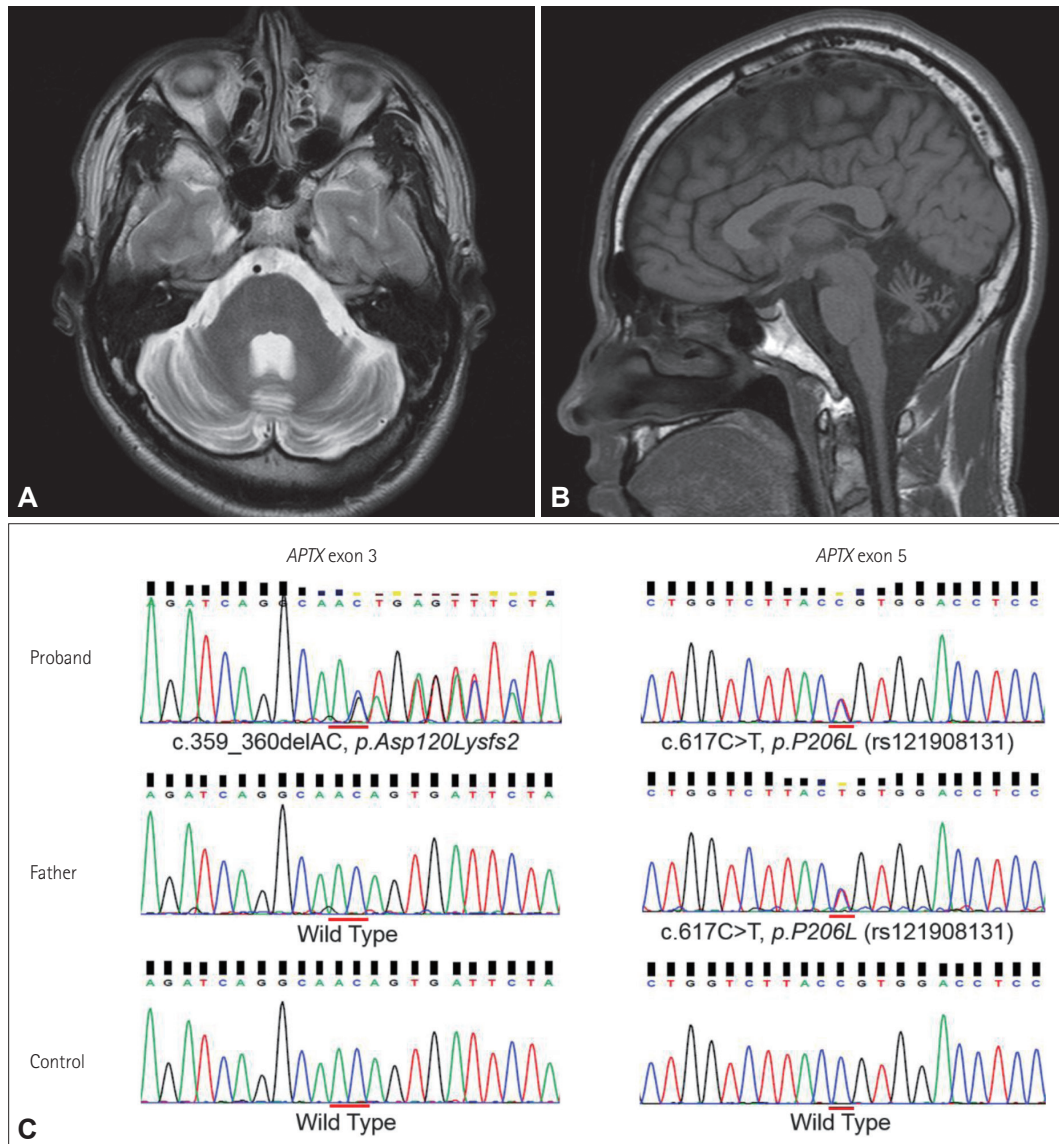 A
B
APTX exon 3
APTX exon 5
A G A T C A G G C A A C T G A G T T T C T A
C T G G T C T T A C C G T G G A C C T C C
Proband
c.359_360delAC, p.Asp120Lysfs2
c.617C>T, p.P206L (rs121908131)
A G A T C A G G C A A C A G T G A T T C T A
C T G G T C T T A C T G T G G A C C T C C
Father
Wild Type
c.617C>T, p.P206L (rs121908131)
A G A T C A G G C A A C A G T G A T T C T A
C T G G T C T T A C C G T G G A C C T C C
Control
Wild Type
Wild Type
C